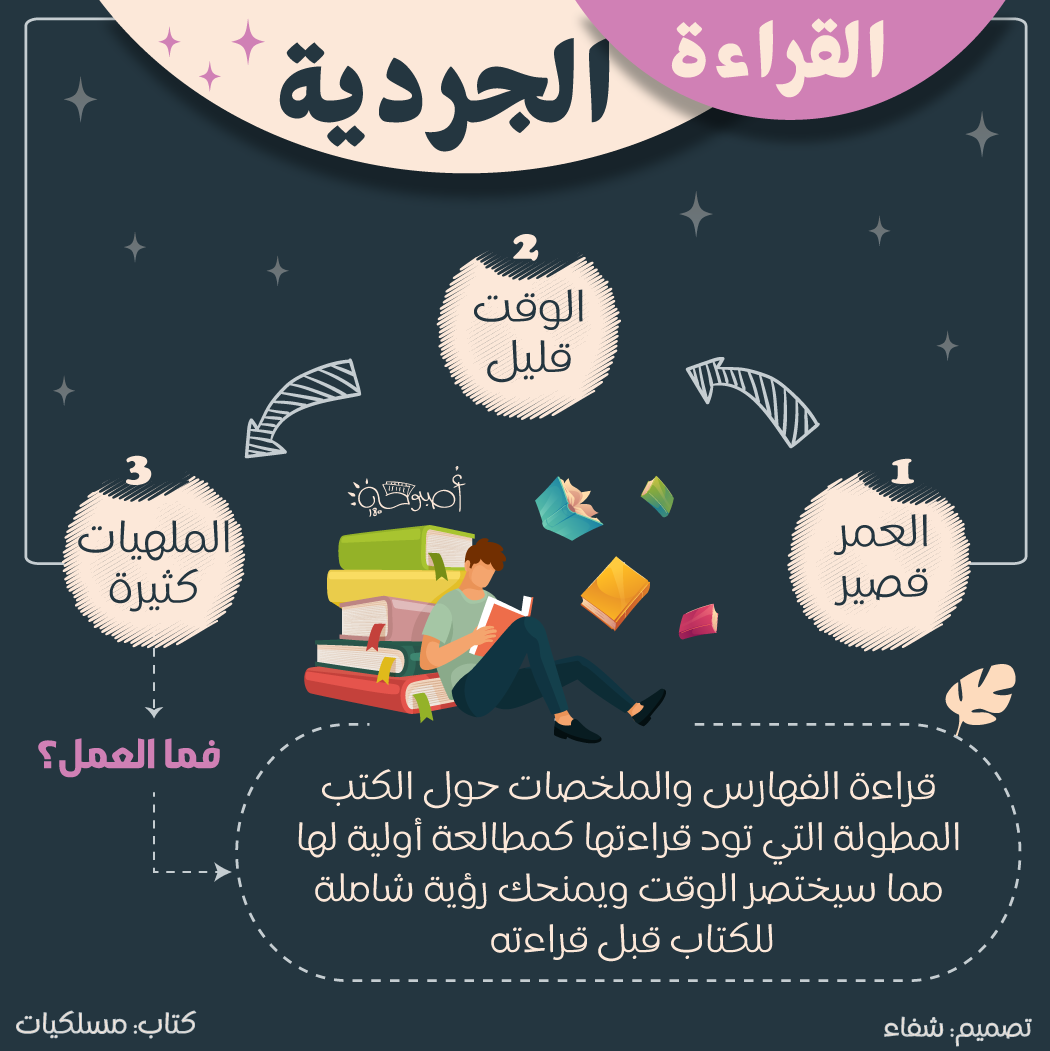 القراءة
الجردية
1
العمر
قصير
2
الوقت
قليل
3
الملهيات
كثيرة
أصبوحة
180
فما العمل؟
قراءة الفهارس والملخصات حول الكتب
المطولة التي تود قراءتها كمطالعة أولية لها
مما سيختصر الوقت ويمنحك رؤية شاملة
للكتاب قبل قراءته
تصميم: شفاء
كتاب: مسلكيات